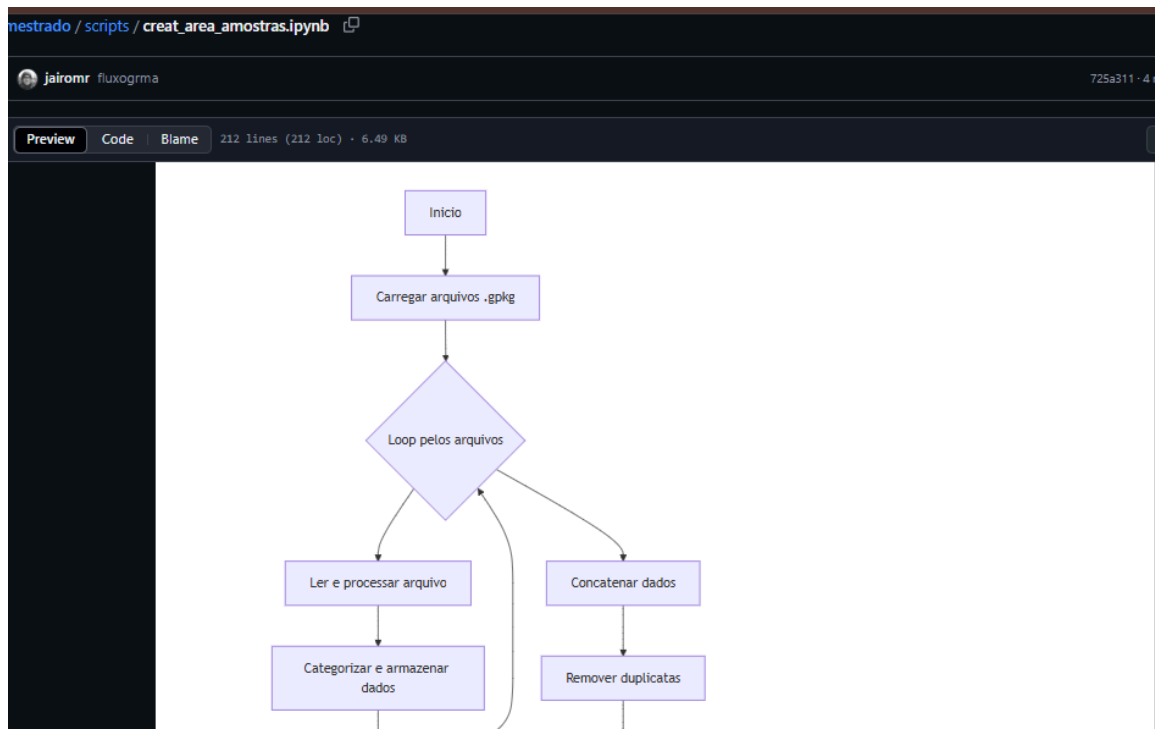 mestrado / scripts / creat_area_amostras.ipynb
jairomr fluxogrma
725a311 · 4
Preview Code Blame 212 lines (212 loc) · 6.49 KB
Inicio
Carregar arquivos .gpkg
Loop pelos arquivos
Ler e processar arquivo
Concatenar dados
Categorizar e armazenar
dados
Remover duplicatas